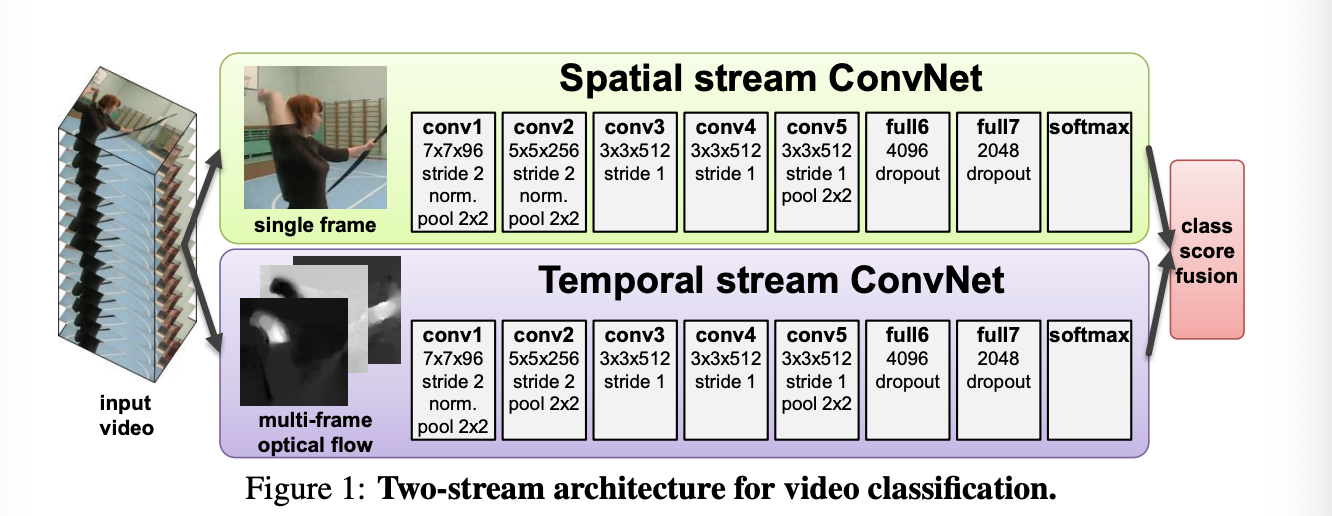 Spatial stream ConvNet
single frame
conv1
7x7x96
stride 2
norm.
pool 2x2
conv2
5x5x256
stride 2
norm.
pool 2x2
conv3
3x3x512
stride 1
conv4
3x3x512
stride 1
conv5
3x3x512
stride 1
pool 2x2
full6
4096
dropout
full7
2048
dropout
softmax
Temporal stream ConvNet
multi-frame
optical flow
conv1
7x7x96
stride 2
norm.
pool 2x2
conv2
5x5x256
stride 2
pool 2x2
conv3
3x3x512
stride 1
conv4
3x3x512
stride 1
conv5
3x3x512
stride 1
pool 2x2
full6
4096
dropout
full7
2048
dropout
softmax
class
score
fusion
input
video
Figure 1: Two-stream architecture for video classification.